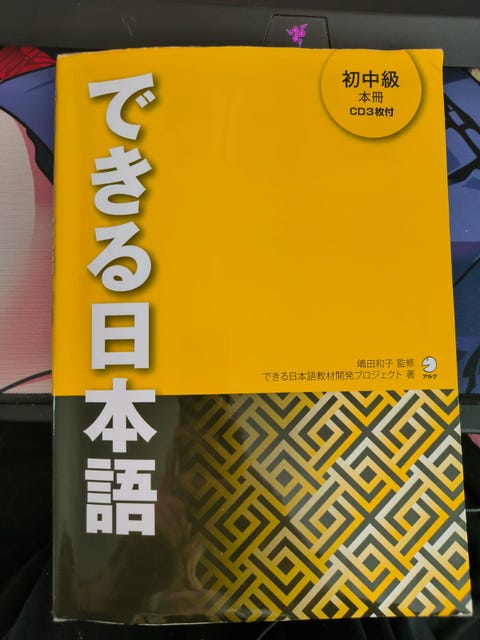 できる日本語
初中級
本冊
CD3枚付
嶋田和子 監修
できる日本語教材開発プロジェクト 著
アルク